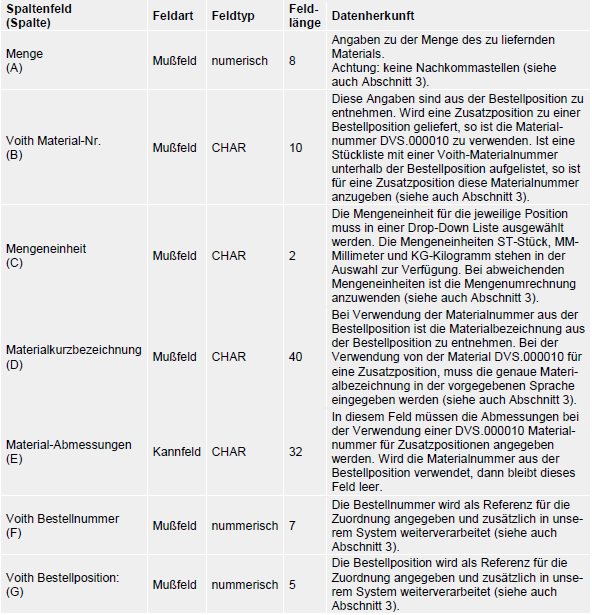 Spaltenfeld
(Spalte)
Feldart
Feldtyp
Feld-
länge
Datenherkunft
Menge
(A)
Mußfeld
numerisch
8
Angaben zu der Menge des zu liefernden
Materials.
Achtung: keine Nachkommastellen (siehe
auch Abschnitt 3).
Voith Material-Nr.
(B)
Mußfeld
CHAR
10
Diese Angaben sind aus der Bestellposition zu
entnehmen. Wird eine Zusatzposition zu einer
Bestellposition geliefert, so ist die Material-
nummer DVS.000010 zu verwenden. Ist eine
Stückliste mit einer Voith-Materialnummer
unterhalb der Bestellposition aufgelistet, so ist
für eine Zusatzposition diese Materialnummer
anzugeben (siehe auch Abschnitt 3).
Mengeneinheit
(C)
Mußfeld
CHAR
2
Die Mengeneinheit für die jeweilige Position
muss in einer Drop-Down Liste ausgewählt
werden. Die Mengeneinheiten ST-Stück, MM-
Millimeter und KG-Kilogramm stehen in der
Auswahl zur Verfügung. Bei abweichenden
Mengeneinheiten ist die Mengenumrechnung
anzuwenden (siehe auch Abschnitt 3).
Materialkurzbezeichnung
(D)
Mußfeld
CHAR
40
Bei Verwendung der Materialnummer aus der
Bestellposition ist die Materialbezeichnung aus
der Bestellposition zu entnehmen. Bei der
Verwendung von der Material DVS.000010 für
eine Zusatzposition, muss die genaue Materi-
albezeichnung in der vorgegebenen Sprache
eingegeben werden (siehe auch Abschnitt 3).
Material-Abmessungen
(E)
Kannfeld
CHAR
32
In diesem Feld müssen die Abmessungen bei
der Verwendung einer DVS.000010 Material-
nummer für Zusatzpositionen angegeben
werden. Wird die Materialnummer aus der
Bestellposition verwendet, dann bleibt dieses
Feld leer.
Voith Bestellnummer
(F)
Mußfeld
nummerisch
7
Die Bestellnummer wird als Referenz für die
Zuordnung angegeben und zusätzlich in unse-
rem System weiterverarbeitet (siehe auch
Abschnitt 3).
Voith Bestellposition:
(G)
Mußfeld
nummerisch
5
Die Bestellposition wird als Referenz für die
Zuordnung angegeben und zusätzlich in unse-
rem System weiterverarbeitet (siehe auch
Abschnitt 3).